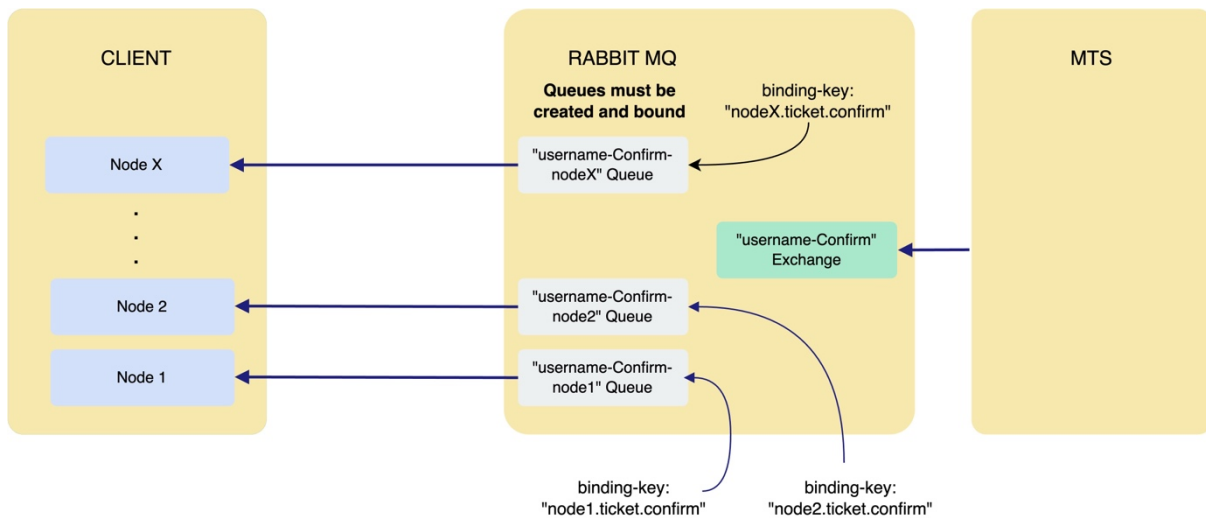 CLIENT
RABBIT MQ
MTS
Queues must be
created and bound
binding-key:
"nodeX.ticket.confirm"
Node X
"username-Confirm-
nodeX" Queue
.
.
.
"username-Confirm"
Exchange
Node 2
"username-Confirm-
node2" Queue
Node 1
"username-Confirm-
node1" Queue
binding-key:
"node1.ticket.confirm"
binding-key:
"node2.ticket.confirm"